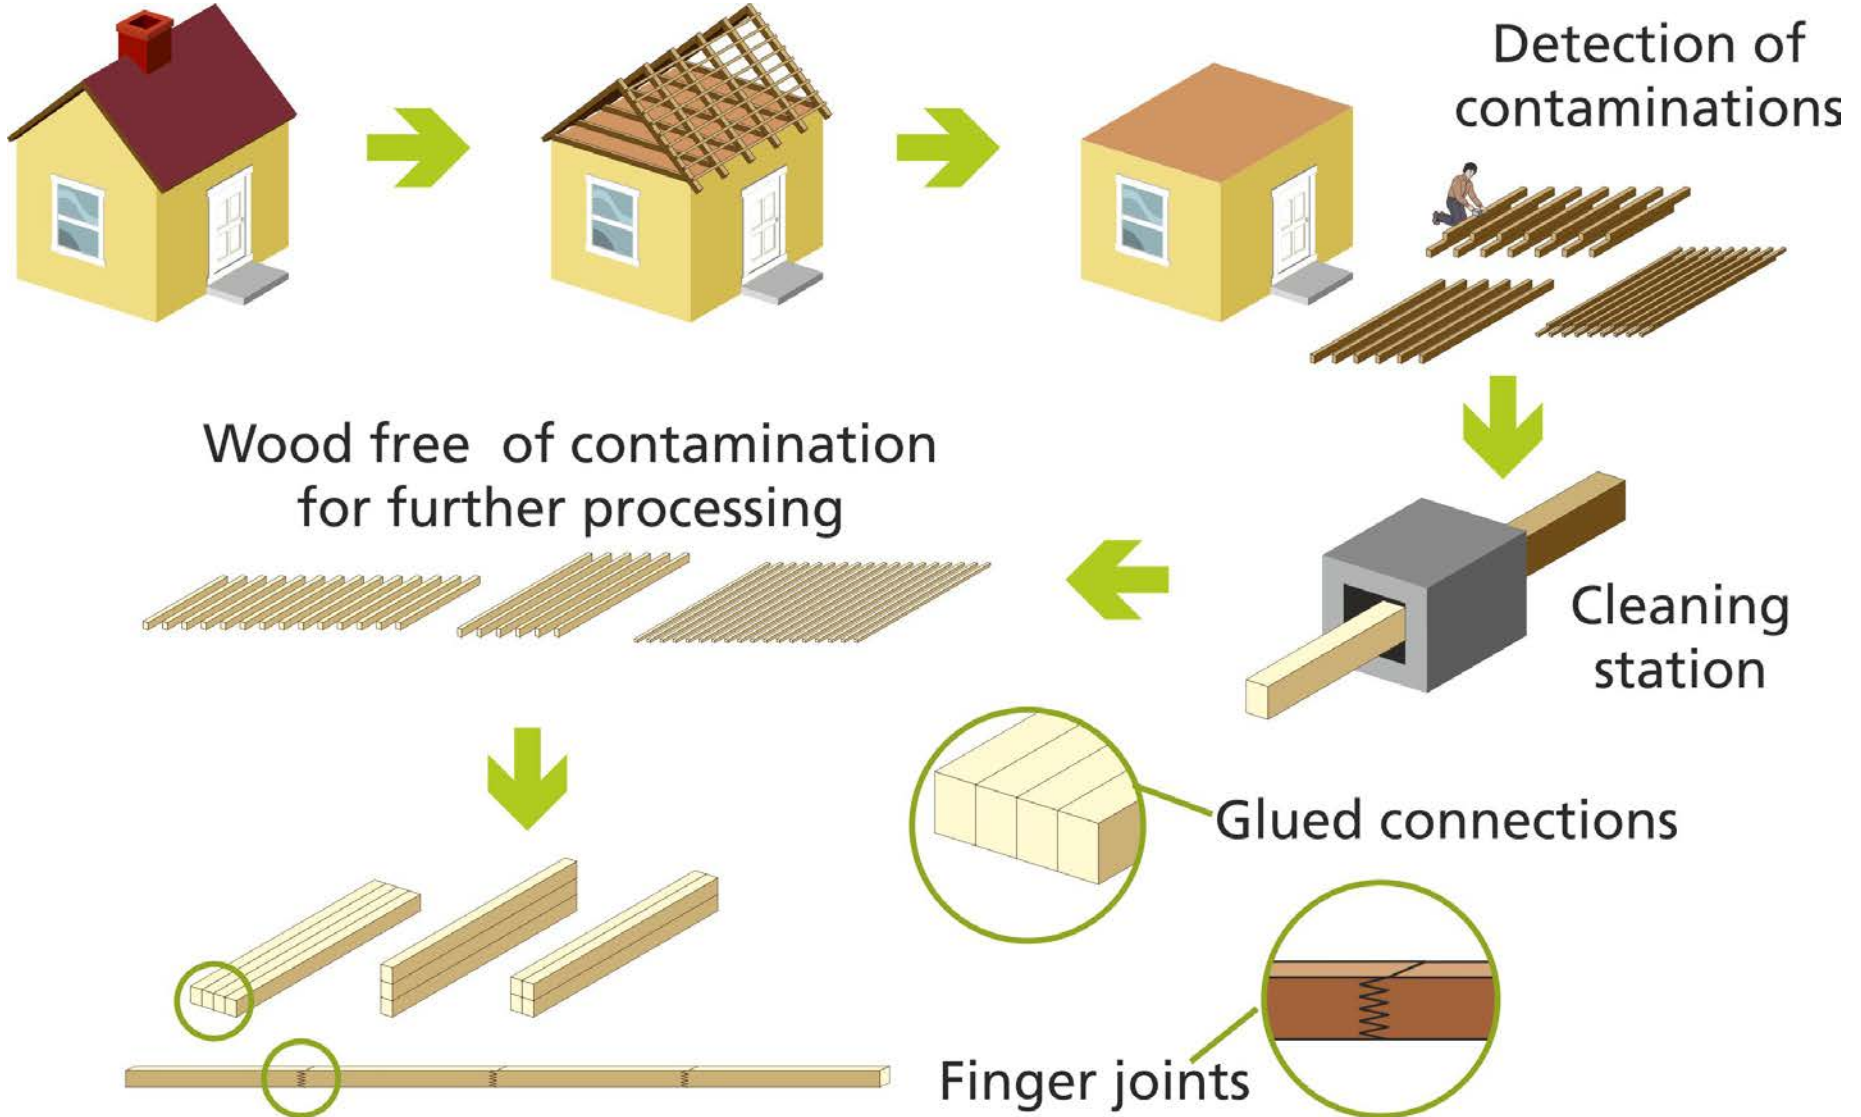 Detection of
contaminations
Wood free of contamination
for further processing
Cleaning
station
Glued connections
Finger joints